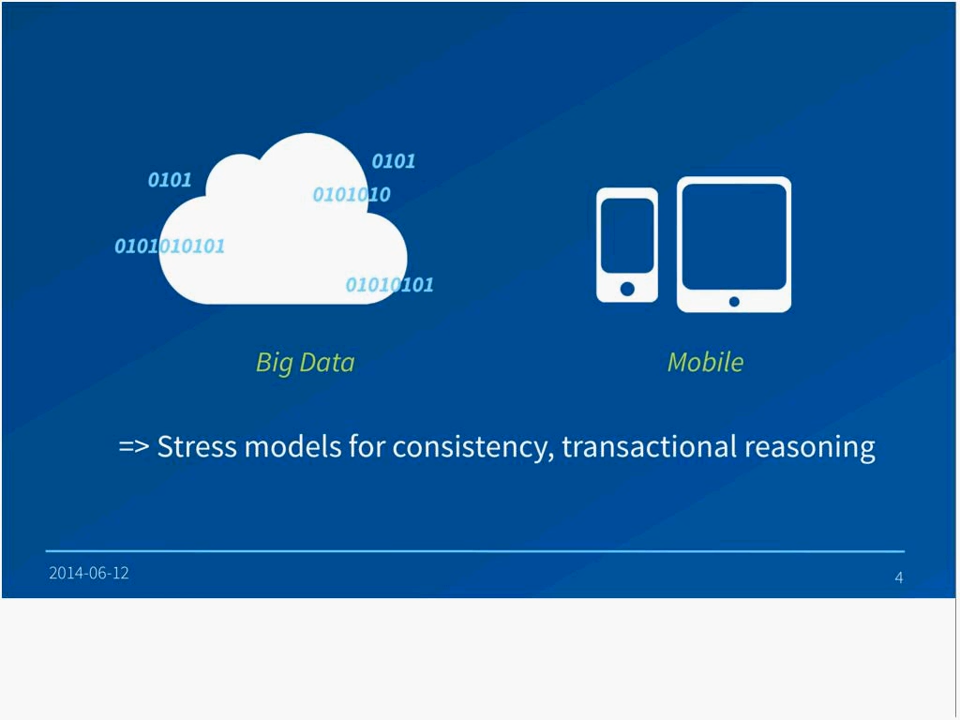 0101
0101
0101010
0101010101
01010101
Big Data
Mobile
=> Stress models for consistency, transactional reasoning
2014-06-12
4